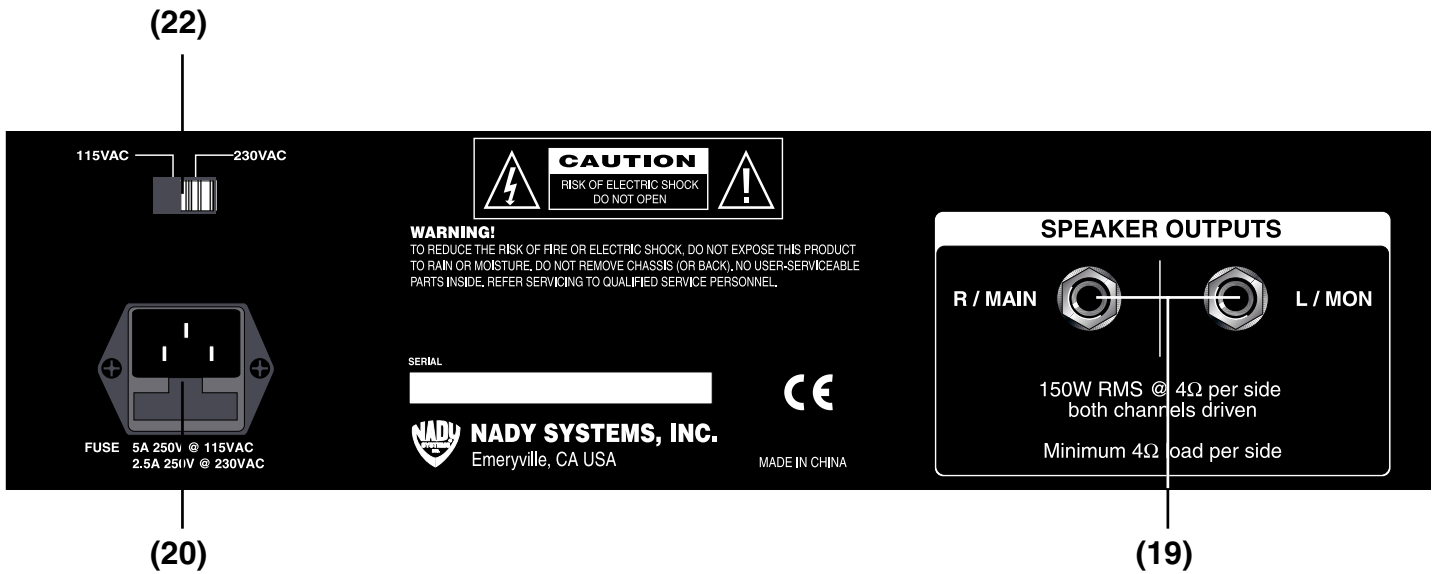 (22)
115VAC
230VAC
CAUTION
RISK OF ELECTRIC SHOCK
DO NOT OPEN
WARNING!
TO REDUCE THE RISK OF FIRE OR ELECTRIC SHOCK, DO NOT EXPOSE THIS PRODUCT
TO RAIN OR MOISTURE. DO NOT REMOVE CHASSIS (OR BACK). NO USER-SERVICEABLE
PARTS INSIDE. REFER SERVICING TO QUALIFIED SERVICE PERSONNEL.
SPEAKER OUTPUTS
R / MAIN
L / MON
150W RMS @ 4Ω per side
both channels driven
Minimum 4Ω load per side
SERIAL
CE
NADY
SYSTEMS
INC.
NADY SYSTEMS, INC.
Emeryville, CA USA
MADE IN CHINA
FUSE 5A 250V @ 115VAC
2.5A 250V @ 230VAC
(20)
(19)